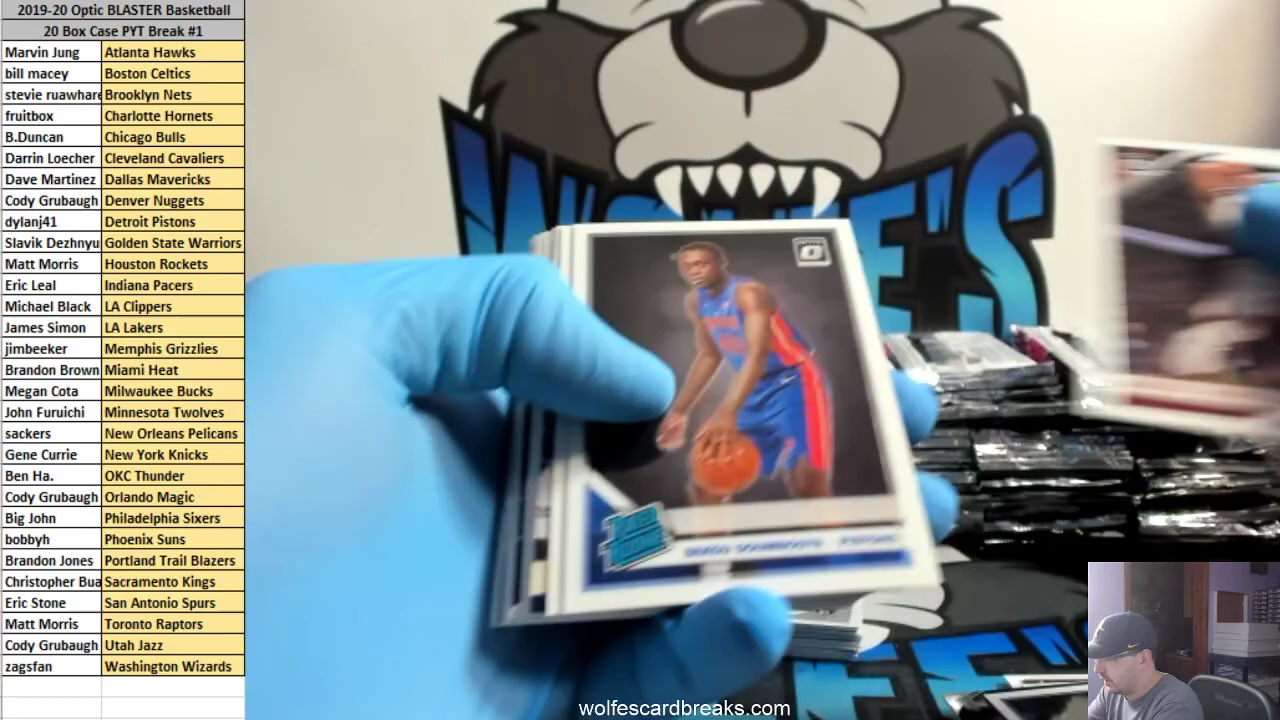 2019-20 Optic BLASTER Basketball
20 Box Case PYT Break #1
Marvin Jung Atlanta Hawks
bill macey Boston Celtics
stevie ruawhare Brooklyn Nets
fruitbox Charlotte Hornets
B.Duncan Chicago Bulls
Darrin Loecher Cleveland Cavaliers
Dave Martinez Dallas Mavericks
Cody Grubaugh Denver Nuggets
dylanj41 Detroit Pistons
Slavik Dezhnyu Golden State Warriors
Matt Morris Houston Rockets
Eric Leal Indiana Pacers
Michael Black LA Clippers
James Simon LA Lakers
jimbeeker Memphis Grizzlies
Brandon Brown Miami Heat
Megan Cota Milwaukee Bucks
John Furuichi Minnesota Twolves
sackers New Orleans Pelicans
Gene Currie New York Knicks
Ben Ha. OKC Thunder
Cody Grubaugh Orlando Magic
Big John Philadelphia Sixers
bobbyh Phoenix Suns
Brandon Jones Portland Trail Blazers
Christopher Bua Sacramento Kings
Eric Stone San Antonio Spurs
Matt Morris Toronto Raptors
Cody Grubaugh Utah Jazz
zagsfan Washington Wizards
WOLFE'S
wolfescardbreaks.com